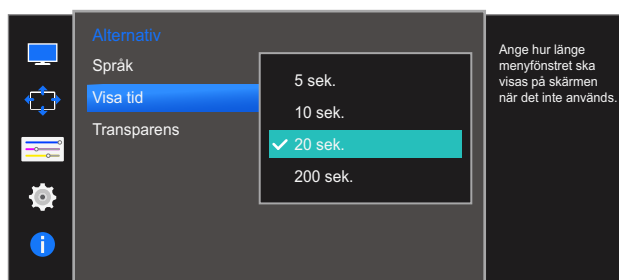 Alternativ
Språk
Visa tid
Transparens
5 sek.
10 sek.
20 sek.
200 sek.
Ange hur länge
menyfönstret ska
visas på skärmen
när det inte används.